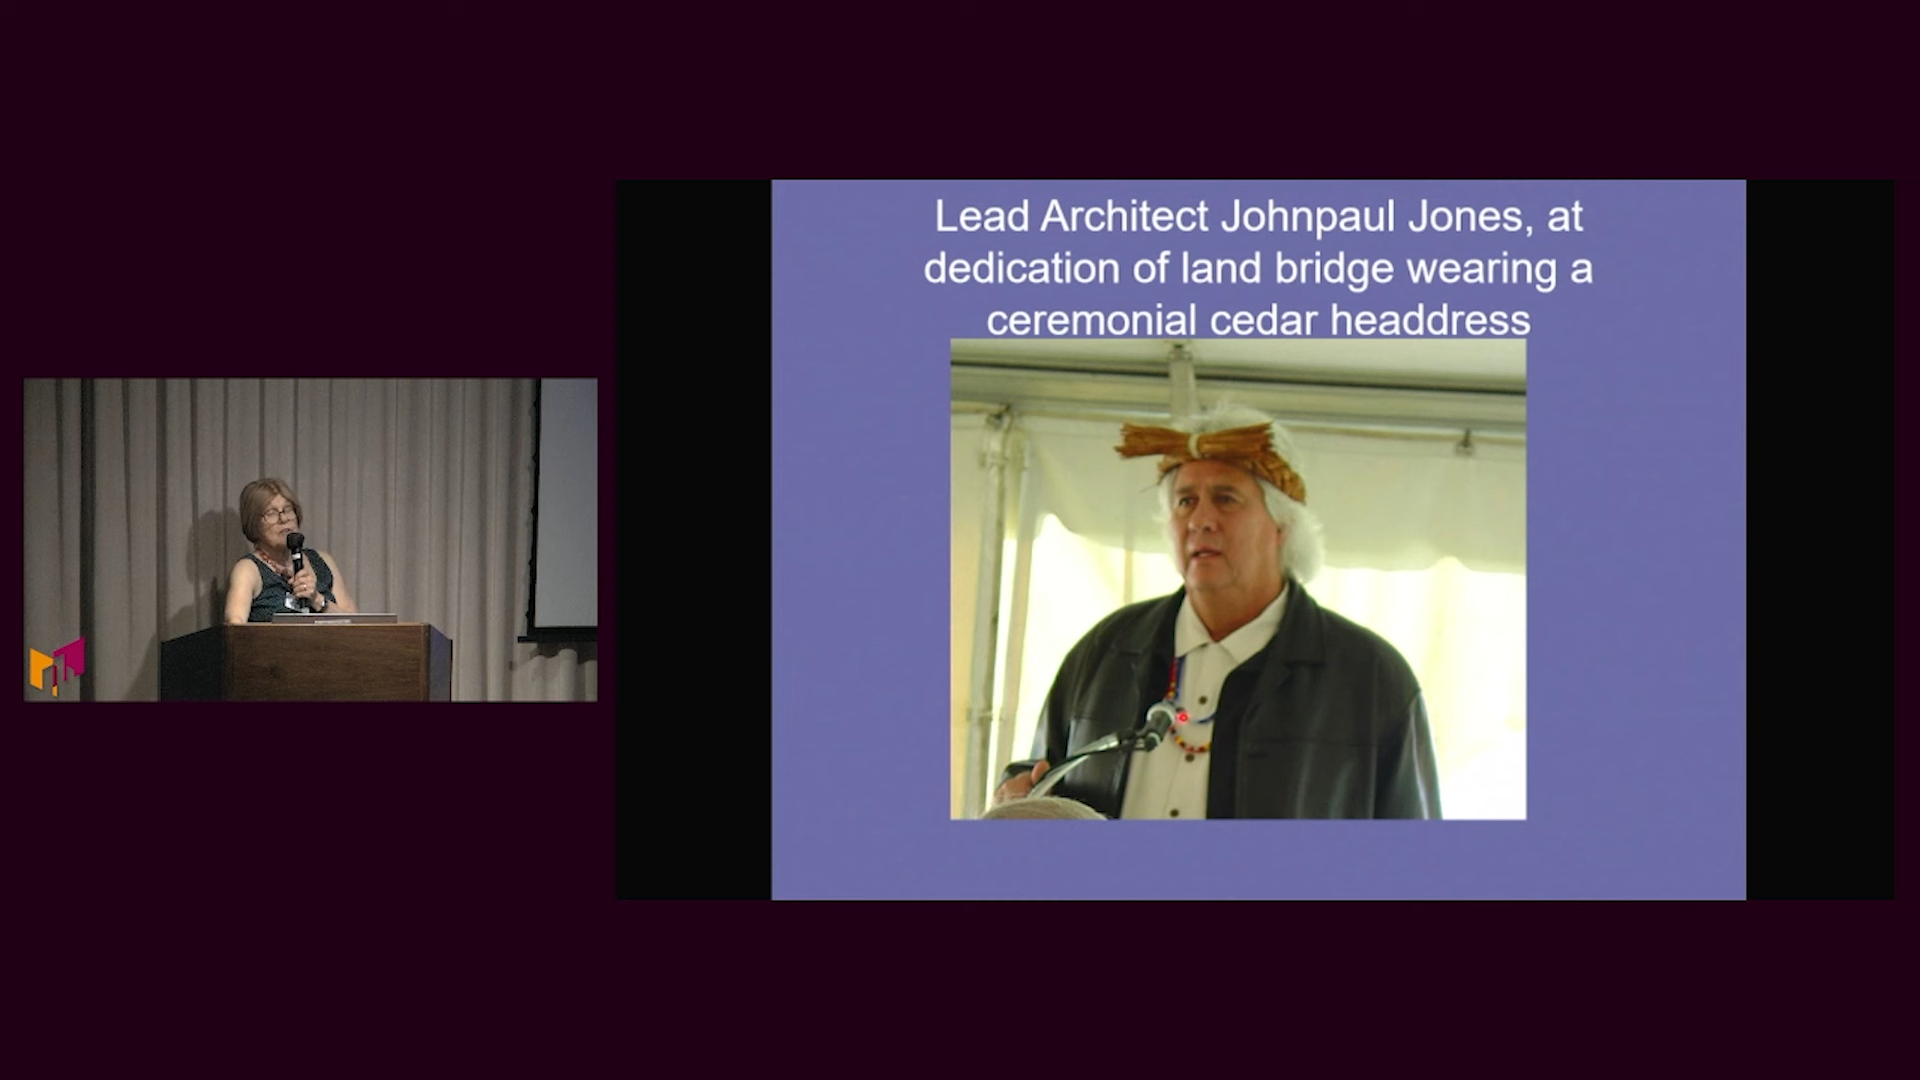 Lead Architect Johnpaul Jones, at
dedication of land bridge wearing a
ceremonial cedar headdress